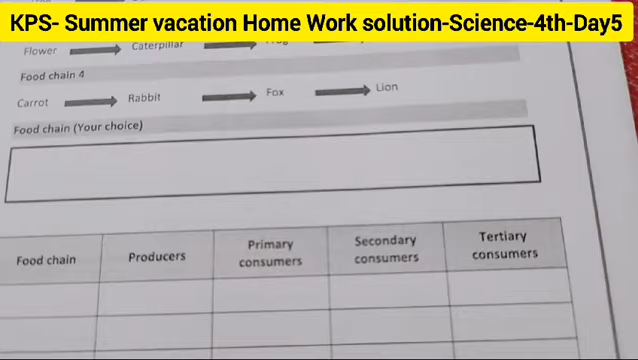 KPS- Summer vacation Home Work solution-Science-4th-Day5
Flower Caterpillar
Food chain 4
Carrot Rabbit Fox Lion
Food chain (Your choice)
Food chain Producers Primary consumers Secondary consumers Tertiary consumers